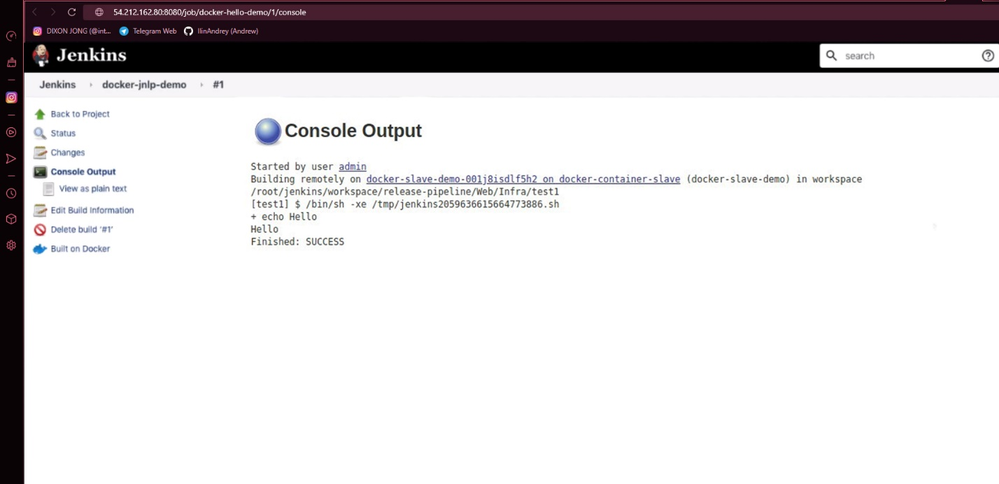 54.212.162.80:8080/job/docker-hello-demo/1/console
DIXON JONG (@int... Telegram Web IlinAndrey (Andrew)
Jenkins search
Jenkins docker-jnlp-demo #1
Back to Project
Status
Changes
Console Output
View as plain text
Edit Build Information
Delete build '#1'
Built on Docker
Console Output
Started by user admin
Building remotely on docker-slave-demo-001j8isdlf5h2 on docker-container-slave (docker-slave-demo) in workspace
/root/jenkins/workspace/release-pipeline/Web/Infra/test1
[test1] $ /bin/sh -xe /tmp/jenkins2059636615664773886.sh
+ echo Hello
Hello
Finished: SUCCESS